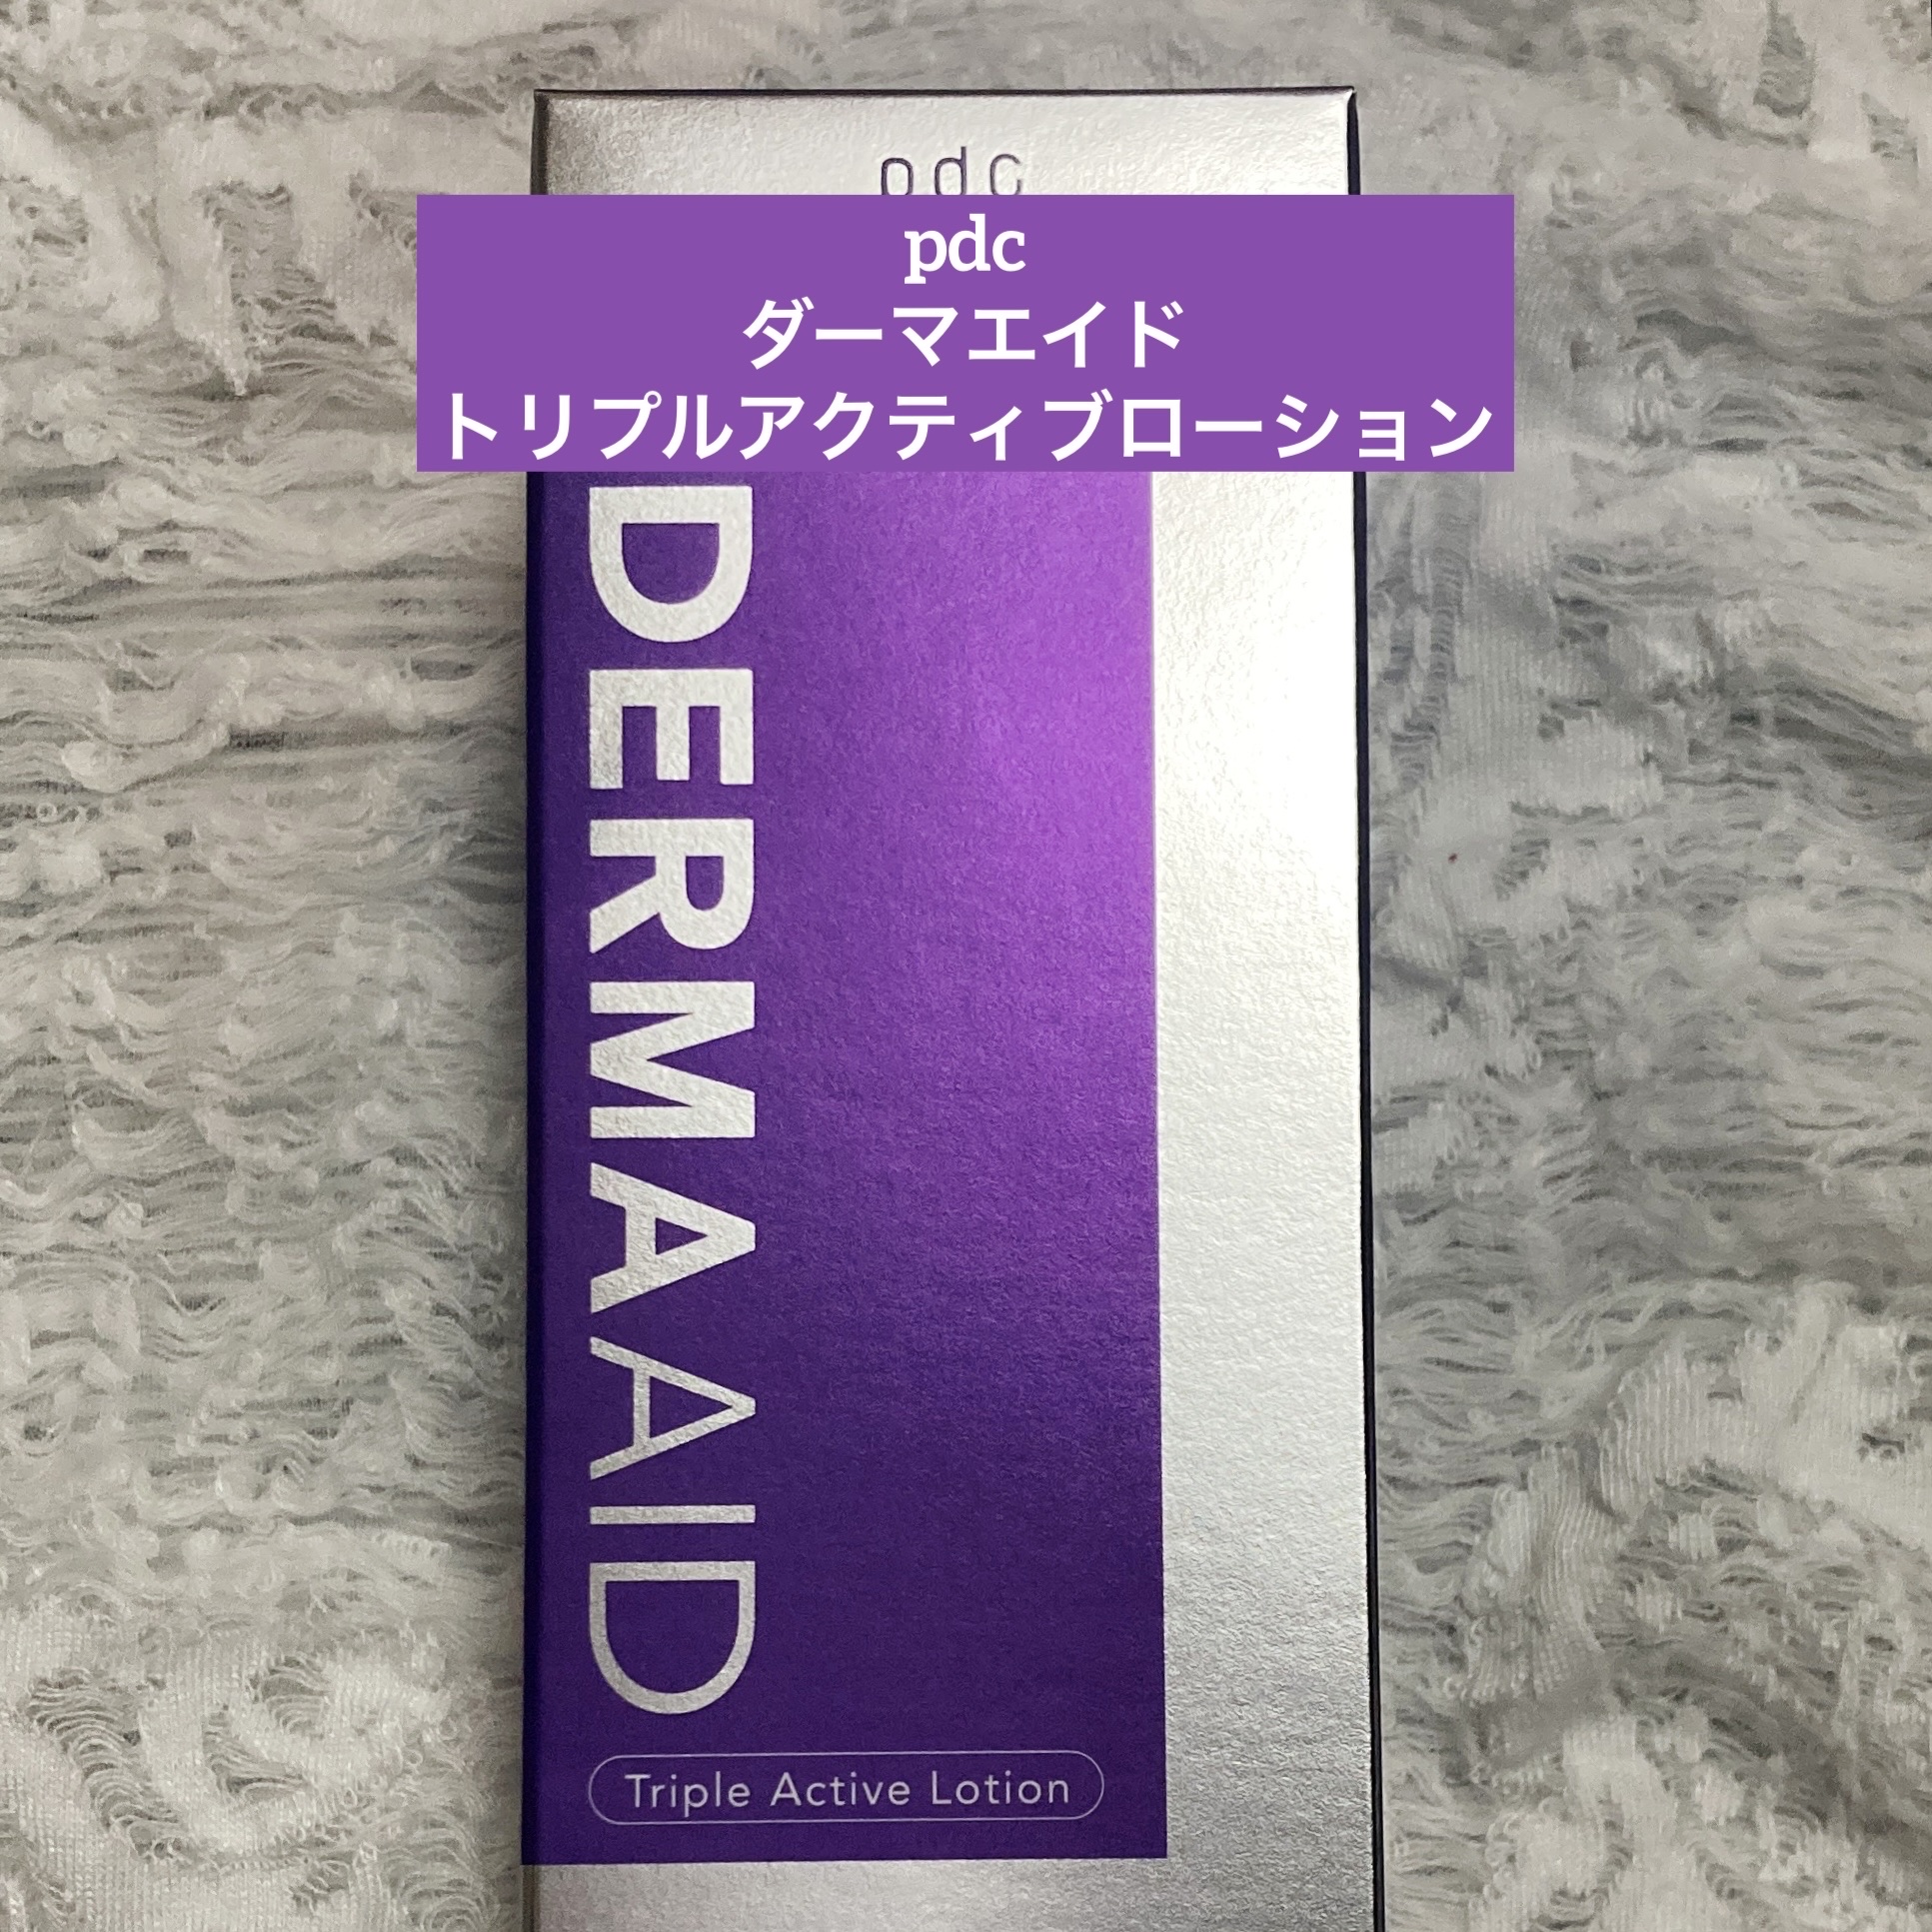 pdc
pdc
ダーマエイド
トリプルアクティブローション
DERMAAID
Triple Active Lotion